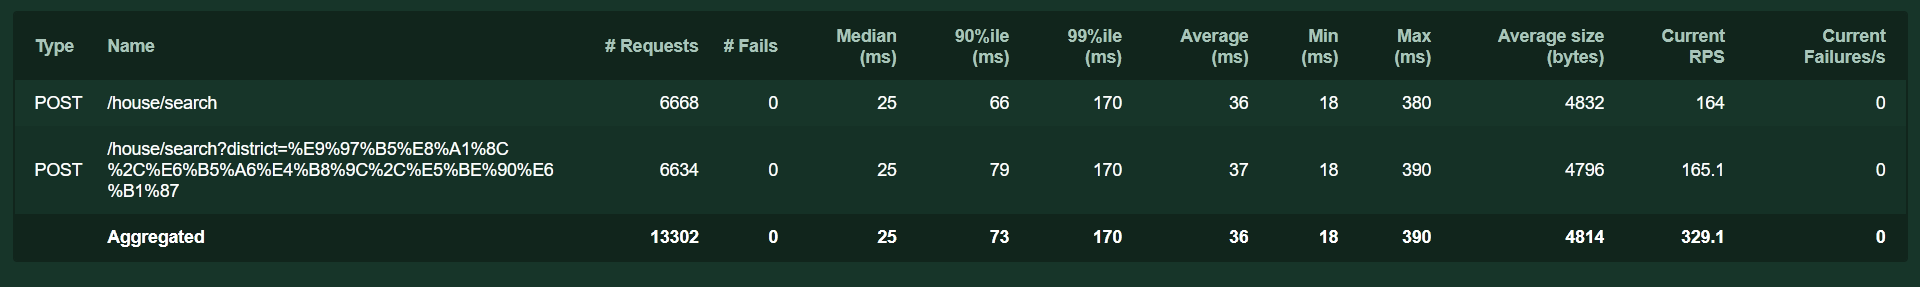 Type Name # Requests # Fails Median (ms) 90%ile (ms) 99%ile (ms) Average (ms) Min (ms) Max (ms) Average size (bytes) Current RPS Current Failures/s
POST /house/search 6668 0 25 66 170 36 18 380 4832 164 0
POST /house/search?district=%E9%97%B5%E8%A1%8C
%2C%E6%B5%A6%E4%B8%9C%2C%E5%BE%90%E6
%B1%87 6634 0 25 79 170 37 18 390 4796 165.1 0
Aggregated 13302 0 25 73 170 36 18 390 4814 329.1 0